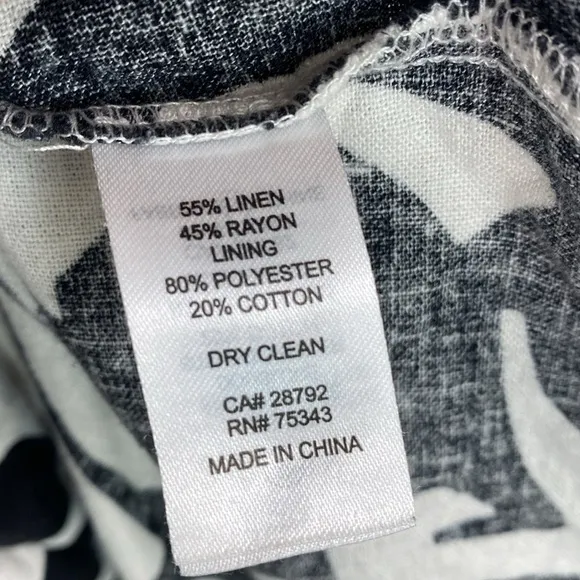 55% LINEN
45% RAYON
LINING
80% POLYESTER
20% COTTON
DRY CLEAN
CA# 28792
RN# 75343
MADE IN CHINA